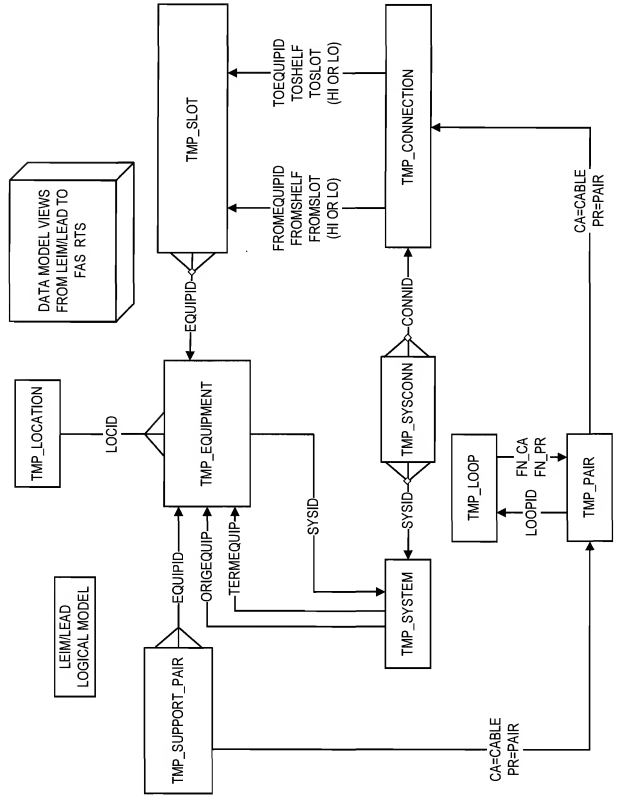 LEIM/LEAD
LOGICAL MODEL
DATA MODEL VIEWS
FROM LEIM/LEAD TO
FAS RTS
TMP_LOCATION
LOCID
TMP_SUPPORT_PAIR
EQUIPID
ORIGEQUIP
TERMEQUIP
TMP_EQUIPMENT
EQUIPID
TMP_SLOT
SYSID
FROMEQUIPID
FROMSHELF
FROMSLOT
(HI OR LO)
TOEQUIPID
TOSHELF
TOSLOT
(HI OR LO)
TMP_SYSTEM
SYSID
TMP_SYSCONN
CONNID
TMP_CONNECTION
TMP_LOOP
LOOPID
FN_CA
FN_PR
TMP_PAIR
CA=CABLE
PR=PAIR
CA=CABLE
PR=PAIR